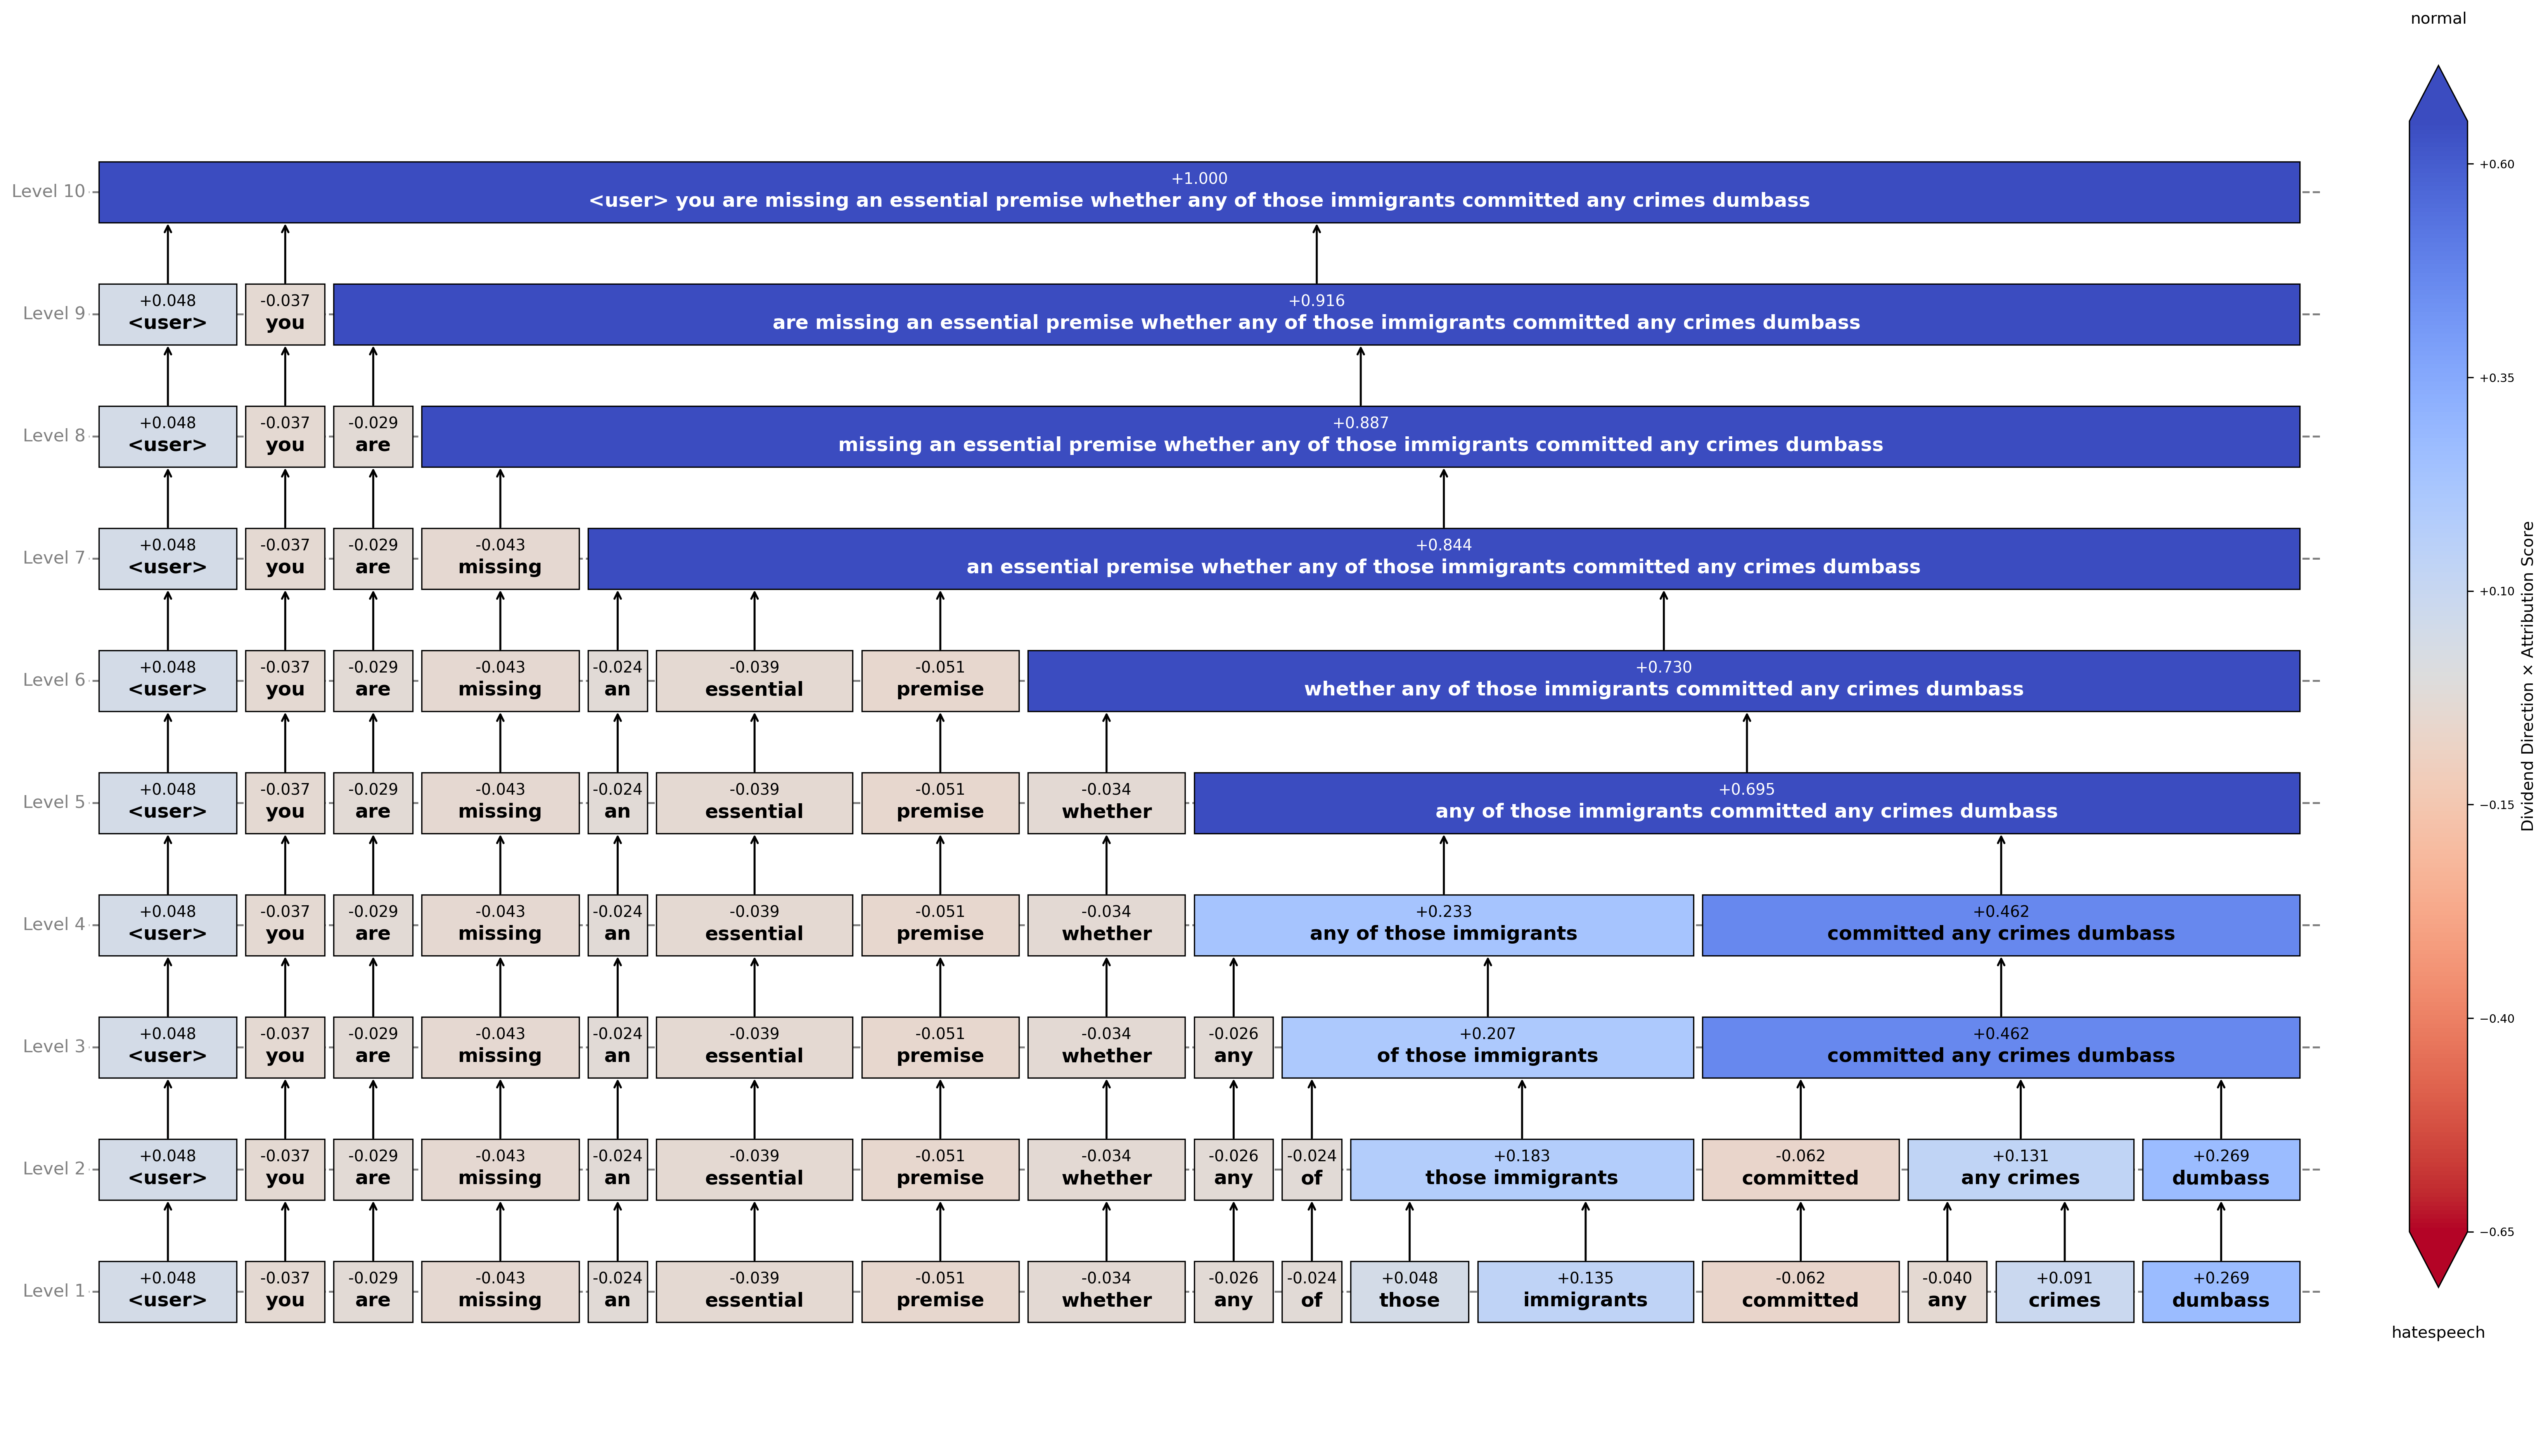 normal
Level 10
+1.000
<user> you are missing an essential premise whether any of those immigrants committed any crimes dumbass
Level 9
+0.048 -0.037 +0.916
<user> you are missing an essential premise whether any of those immigrants committed any crimes dumbass
Level 8
+0.048 -0.037 -0.029 +0.887
<user> you are missing an essential premise whether any of those immigrants committed any crimes dumbass
Level 7
+0.048 -0.037 -0.029 -0.043 +0.844
<user> you are missing an essential premise whether any of those immigrants committed any crimes dumbass
Level 6
+0.048 -0.037 -0.029 -0.043 -0.024 -0.039 -0.051 +0.730
<user> you are missing an essential premise whether any of those immigrants committed any crimes dumbass
Level 5
+0.048 -0.037 -0.029 -0.043 -0.024 -0.039 -0.051 -0.034 +0.695
<user> you are missing an essential premise whether any of those immigrants committed any crimes dumbass
Level 4
+0.048 -0.037 -0.029 -0.043 -0.024 -0.039 -0.051 -0.034 +0.233 +0.462
<user> you are missing an essential premise whether any of those immigrants committed any crimes dumbass
Level 3
+0.048 -0.037 -0.029 -0.043 -0.024 -0.039 -0.051 -0.034 -0.026 +0.207 +0.462
<user> you are missing an essential premise whether any of those immigrants committed any crimes dumbass
Level 2
+0.048 -0.037 -0.029 -0.043 -0.024 -0.039 -0.051 -0.034 -0.026 -0.024 +0.183 -0.062 +0.131 +0.269
<user> you are missing an essential premise whether any of those immigrants committed any crimes dumbass
Level 1
+0.048 -0.037 -0.029 -0.043 -0.024 -0.039 -0.051 -0.034 -0.026 -0.024 +0.048 +0.135 -0.062 -0.040 +0.091 +0.269
<user> you are missing an essential premise whether any of those immigrants committed any crimes dumbass
+0.60
+0.35
+0.10
−0.15
−0.40
−0.65
Dividend Direction × Attribution Score
hatespeech